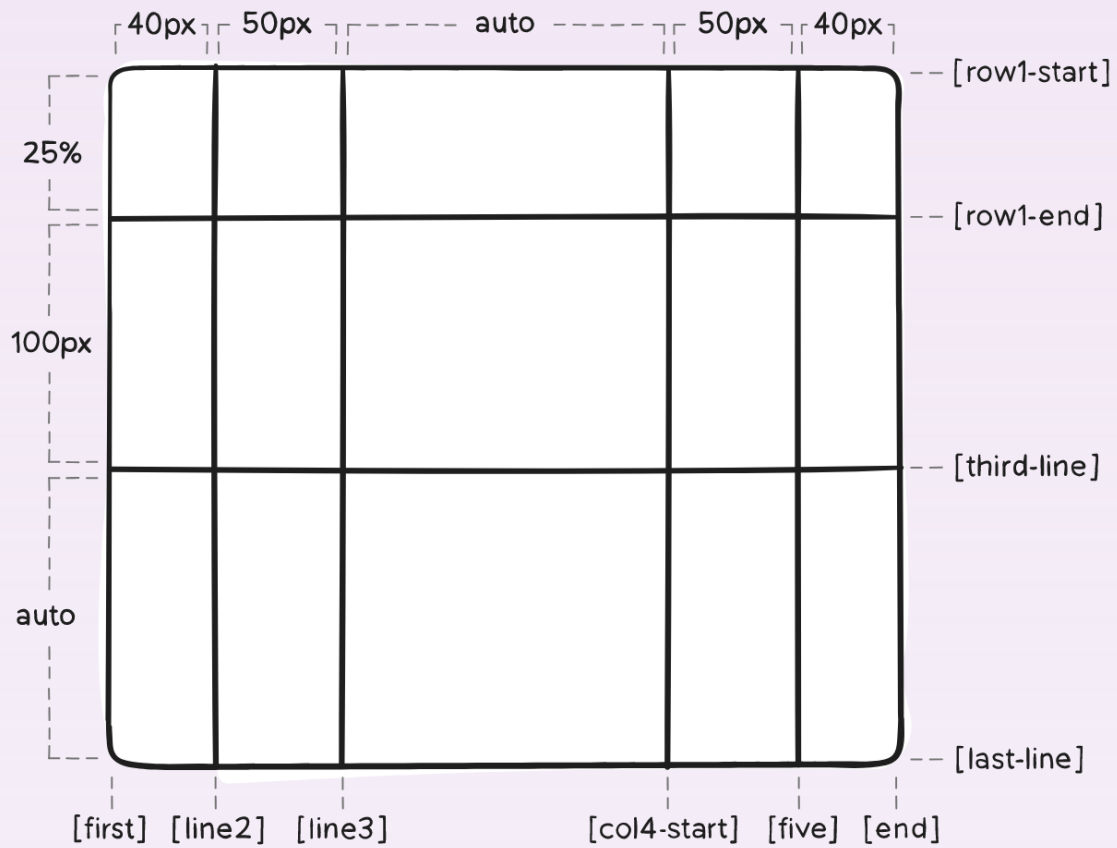 40px 50px auto 50px 40px
[row1-start]
25%
[row1-end]
100px
[third-line]
auto
[last-line]
[first] [line2] [line3] [col4-start] [five] [end]